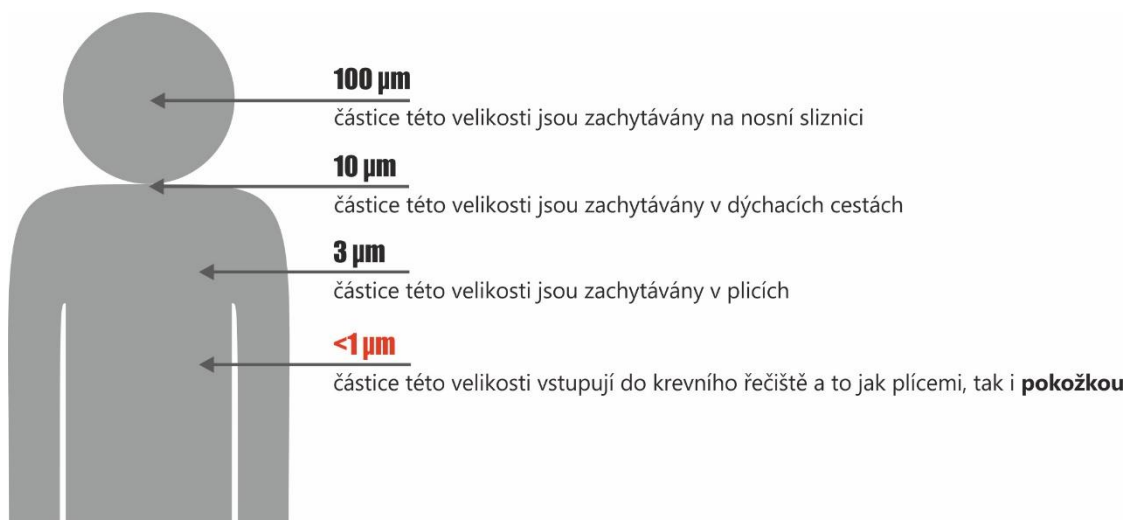 100 µm
částice této velikosti jsou zachytávány na nosní sliznici
10 µm
částice této velikosti jsou zachytávány v dýchacích cestách
3 µm
částice této velikosti jsou zachytávány v plicích
<1 µm
částice této velikosti vstupují do krevního řečiště a to jak plícemi, tak i pokožkou